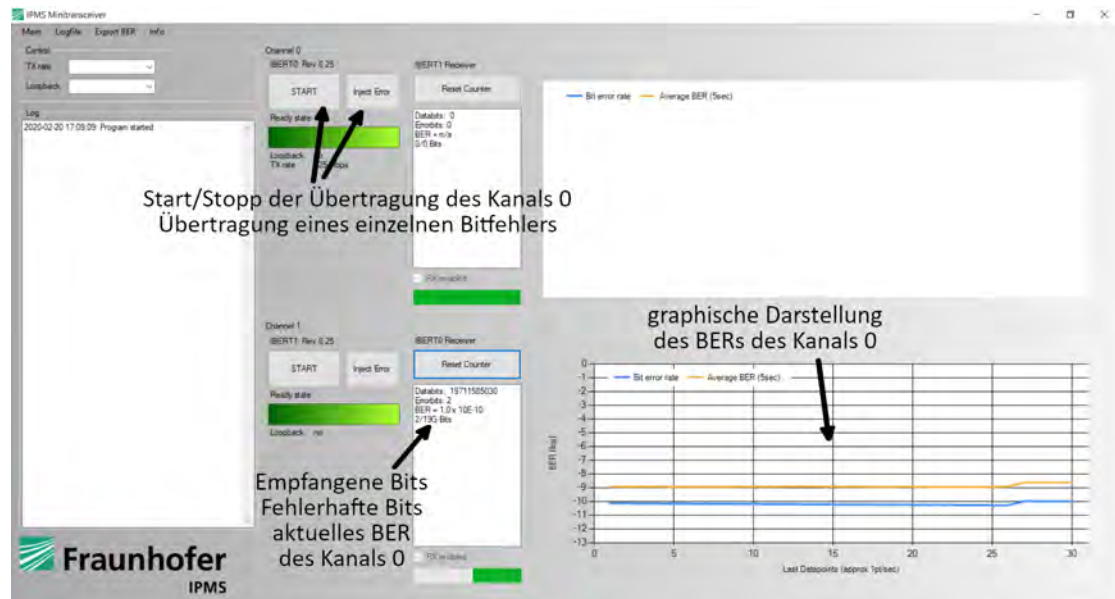 IPMS Minitransceiver
Main Logfile Export BER Info
Control
TX rate
Loopback
Log
2020-02-20 17:09:09 Program started
Channel 0
IBERT0 Rev 0.25
START
Inject Error
Ready state
Loopback
TX rate
IBERT1 Receiver
Reset Counter
Databits: 0
Errorbits: 0
BER = n/a
0/0 Bits
RX enabled
Start/Stopp der Übertragung des Kanals 0
Übertragung eines einzelnen Bitfehlers
Channel 1
IBERT1 Rev 0.25
START
Inject Error
Ready state
Loopback: no
IBERT0 Receiver
Reset Counter
Databits: 19711585030
Errorbits: 2
BER = 1,0 x 10E-10
2/19G Bits
RX enabled
Empfangene Bits
Fehlerhafte Bits
aktuelles BER
des Kanals 0
Bit error rate Average BER (5sec)
graphische Darstellung
des BERs des Kanals 0
Bit error rate Average BER (5sec)
0
-1
-2
-3
-4
-5
-6
-7
-8
-9
-10
-11
-12
-13
0 5 10 15 20 25 30
Last Datapoints (approx 1pt/sec)
Fraunhofer
IPMS